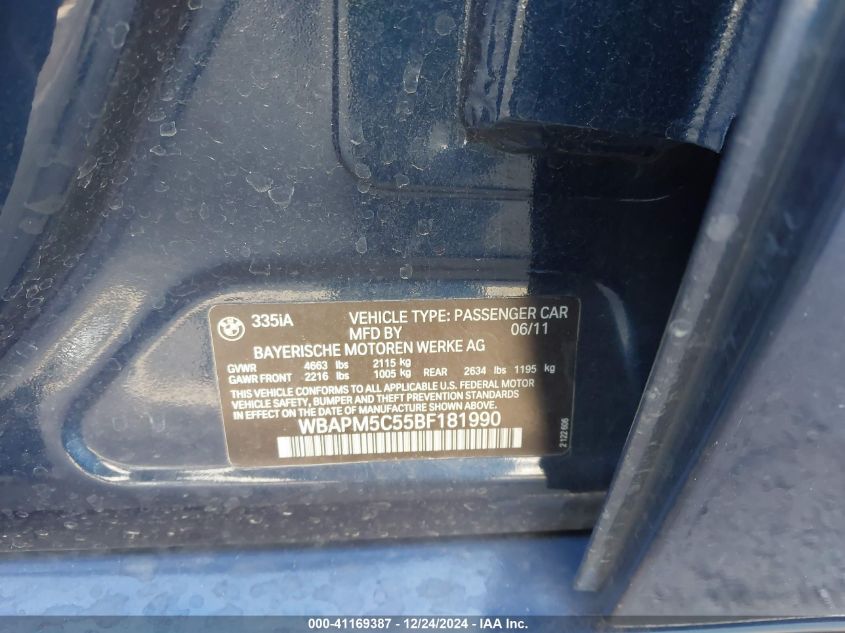 335iA VEHICLE TYPE: PASSENGER CAR
MFD BY 06/11
BAYERISCHE MOTOREN WERKE AG
GVWR 4663 lbs 2115 kg
GAWR FRONT -2216 lbs 1005 kg REAR 2634 lbs 1195 kg
THIS VEHICLE CONFORMS TO ALL APPLICABLE U.S. FEDERAL MOTOR
VEHICLE SAFETY, BUMPER AND THEFT PREVENTION STANDARDS
IN EFFECT ON THE DATE OF MANUFACTURE SHOWN ABOVE.
WBAPM5C55BF181990
2 122 606
000-41169387 - 12/24/2024 - IAA Inc.